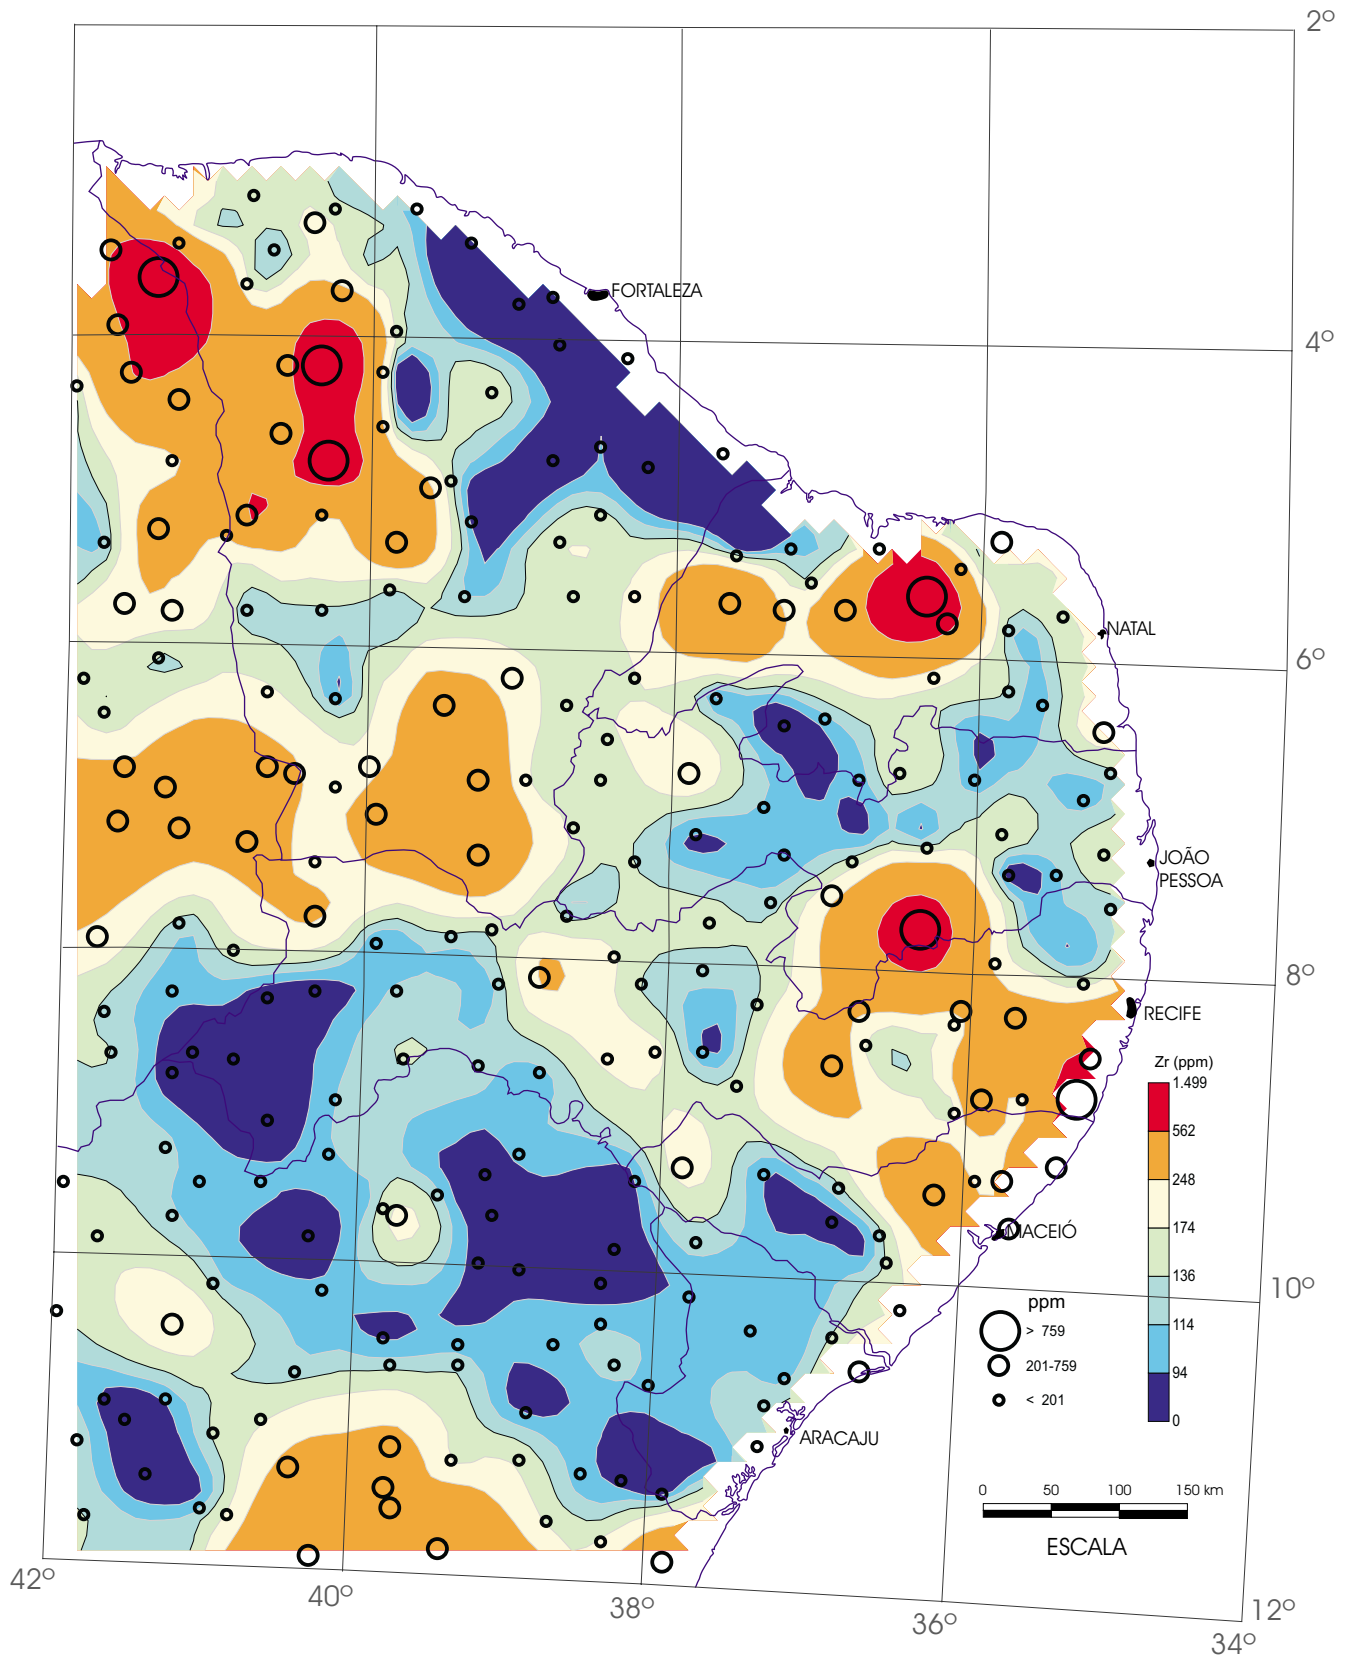 2º
FORTALEZA
4º
NATAL
6º
JOÃO
PESSOA
8º
RECIFE
Zr (ppm)
1.499
562
248
174
136
114
94
0
MACEIÓ
10º
ppm
> 759
201-759
< 201
ARACAJU
0 50 100 150 km
ESCALA
42º
40º
38º
36º
12º
34º